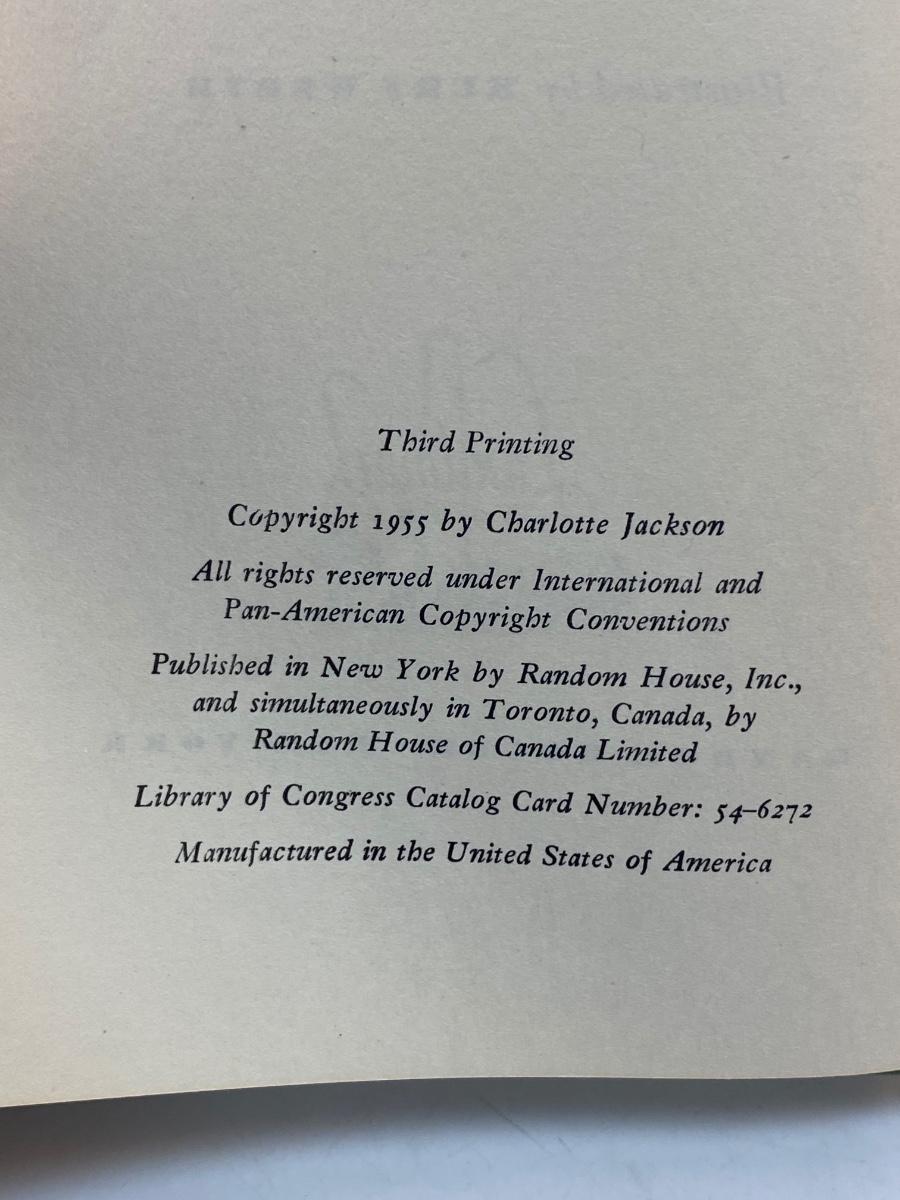 Third Printing
Copyright 1955 by Charlotte Jackson
All rights reserved under International and
Pan-American Copyright Conventions
Published in New York by Random House, Inc.,
and simultaneously in Toronto, Canada, by
Random House of Canada Limited
Library of Congress Catalog Card Number: 54–6272
Manufactured in the United States of America